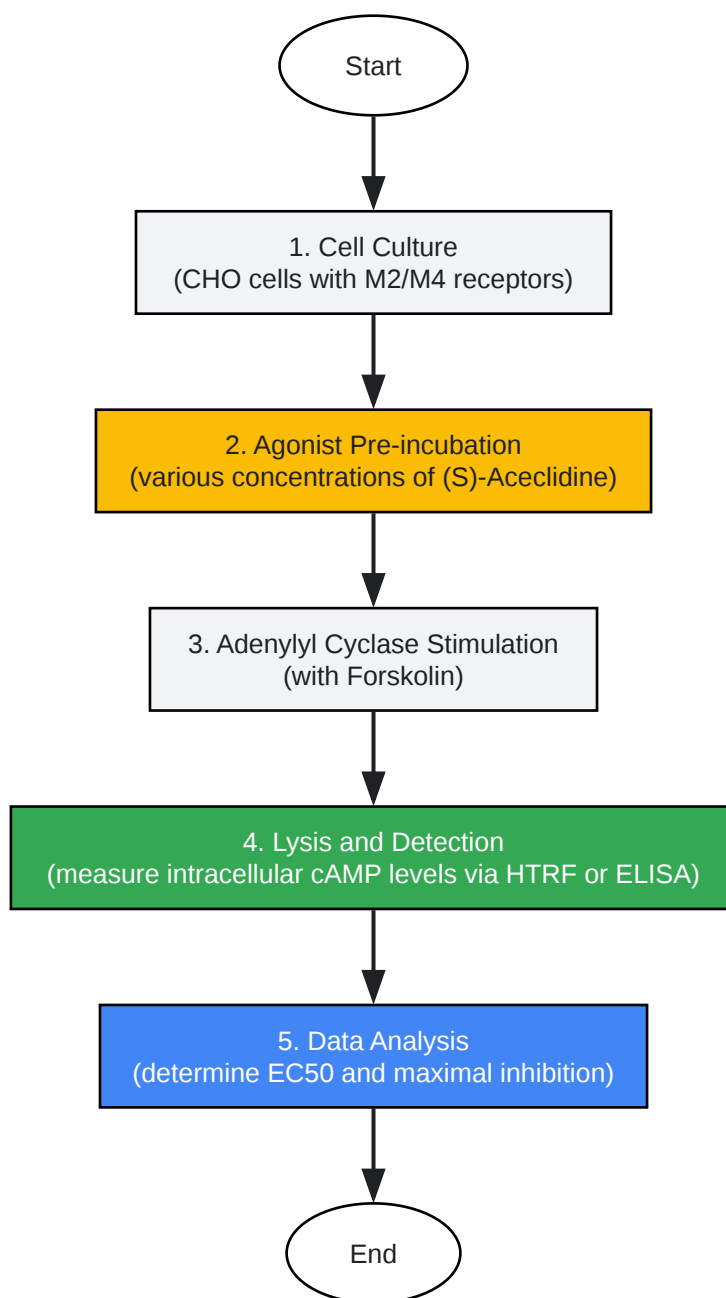 Start
1. Cell Culture
(CHO cells with M2/M4 receptors)
2. Agonist Pre-incubation
(various concentrations of (S)-Aceclidine)
3. Adenylyl Cyclase Stimulation
(with Forskolin)
4. Lysis and Detection
(measure intracellular cAMP levels via HTRF or ELISA)
5. Data Analysis
(determine EC50 and maximal inhibition)
End